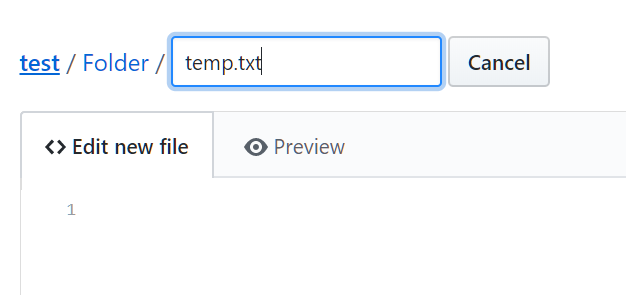 test / Folder / temp.txt Cancel
<> Edit new file Preview
1